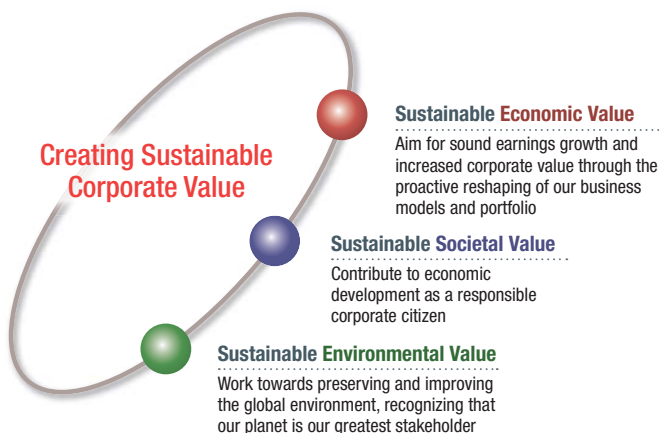 Creating Sustainable
Corporate Value
Sustainable Economic Value
Aim for sound earnings growth and
increased corporate value through the
proactive reshaping of our business
models and portfolio
Sustainable Societal Value
Contribute to economic
development as a responsible
corporate citizen
Sustainable Environmental Value
Work towards preserving and improving
the global environment, recognizing that
our planet is our greatest stakeholder